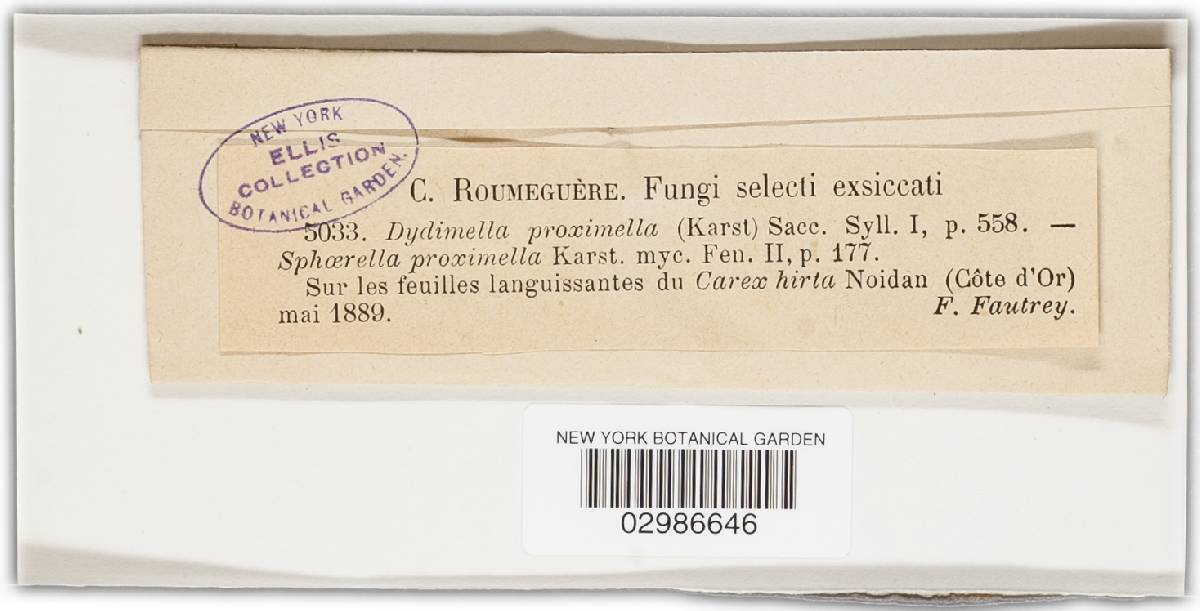 NEW YORK
ELLIS
COLLECTION
BOTANICAL GARDEN.
C. ROUMEGUÈRE. Fungi selecti exsiccati
5033. Dydimella proximella (Karst) Sacc. Syll. I, p. 558. —
Sphœrella proximella Karst. myc. Fen. II, p. 177.
Sur les feuilles languissantes du Carex hirta Noidan (Côte d'Or)
mai 1889. F. Fautrey.
NEW YORK BOTANICAL GARDEN
02986646